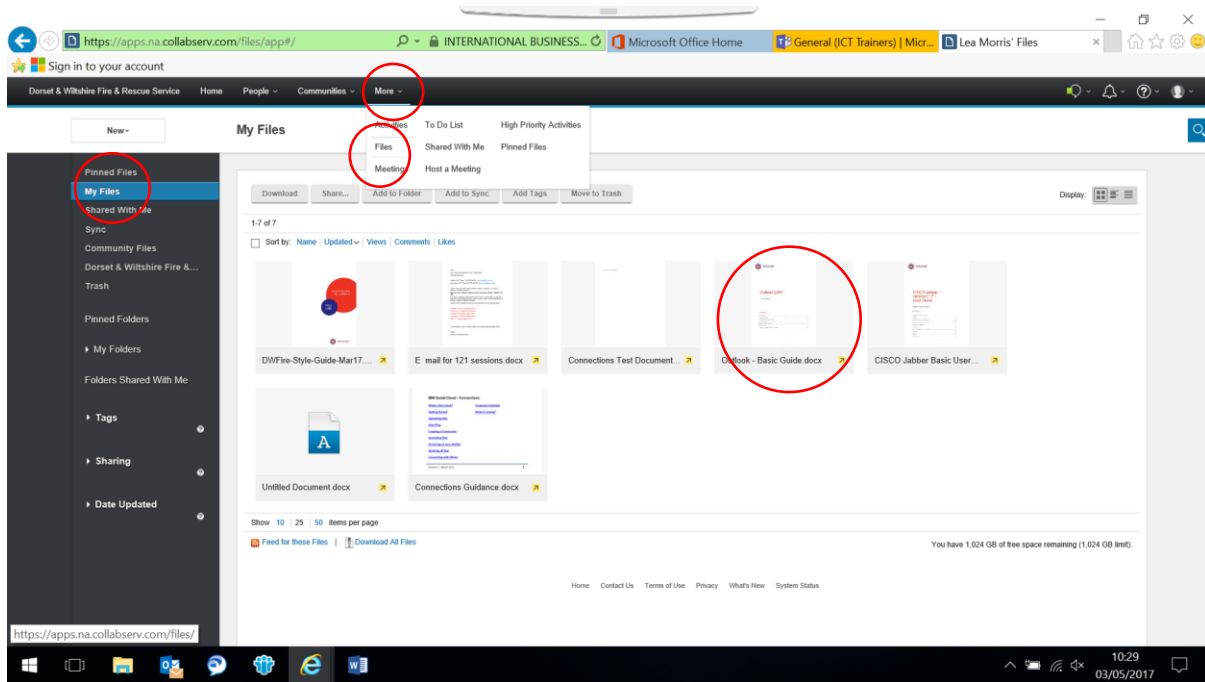 https://apps.na.collabserv.com/files/app#/
INTERNATIONAL BUSINESS...
Microsoft Office Home
General (ICT Trainers) | Micr...
Lea Morris' Files
Sign in to your account
Dorset & Wiltshire Fire & Rescue Service Home People Communities More
New
My Files
Activities To Do List High Priority Activities
Files Shared With Me Pinned Files
Meetings Host a Meeting
Pinned Files
My Files
Shared With Me
Sync
Community Files
Dorset & Wiltshire Fire &...
Trash
Pinned Folders
My Folders
Folders Shared With Me
Tags
Sharing
Date Updated
Download Share... Add to Folder Add to Sync Add Tags Move to Trash
Display:
1-7 of 7
Sort by: Name | Updated | Views | Comments | Likes
DWFire-Style-Guide-Mar17....
E mail for 121 sessions.docx
Connections Test Document...
Outlook - Basic Guide.docx
CISCO Jabber Basic User...
Untitled Document.docx
Connections Guidance.docx
Show 10 | 25 | 50 items per page
Feed for these Files | Download All Files
You have 1,024 GB of free space remaining (1,024 GB limit).
Home Contact Us Terms of Use Privacy What's New System Status
https://apps.na.collabserv.com/files/
10:29
03/05/2017